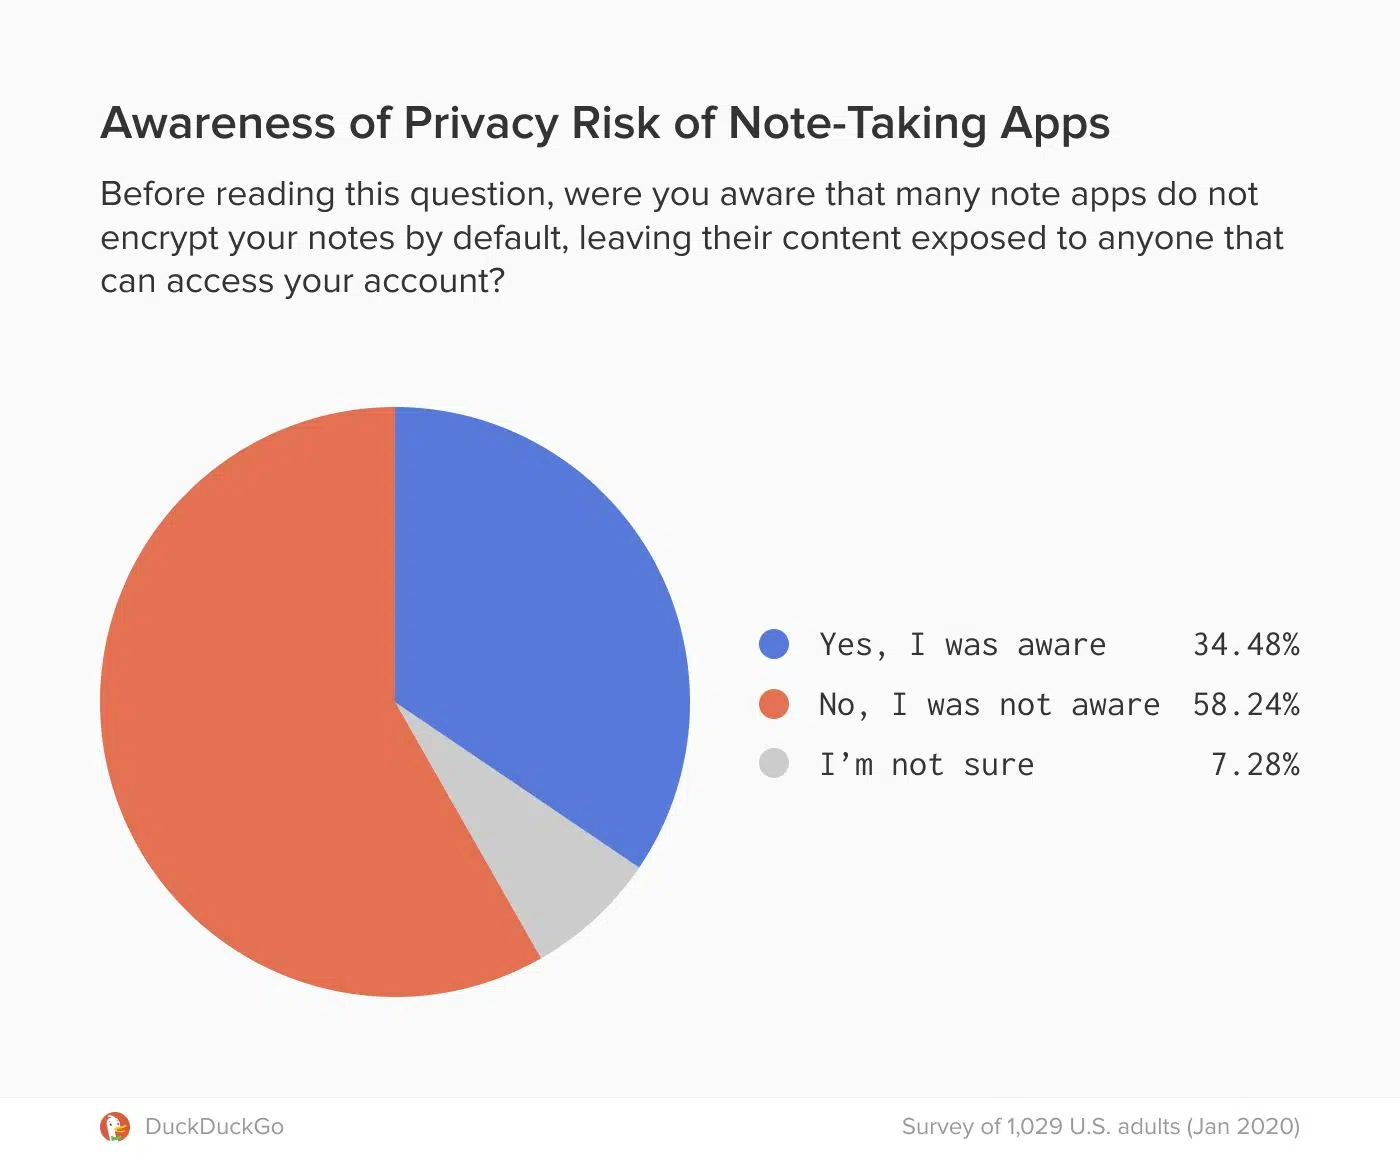 Awareness of Privacy Risk of Note-Taking Apps
Before reading this question, were you aware that many note apps do not
encrypt your notes by default, leaving their content exposed to anyone that
can access your account?
Yes, I was aware 34.48%
No, I was not aware 58.24%
I’m not sure 7.28%
DuckDuckGo
Survey of 1,029 U.S. adults (Jan 2020)